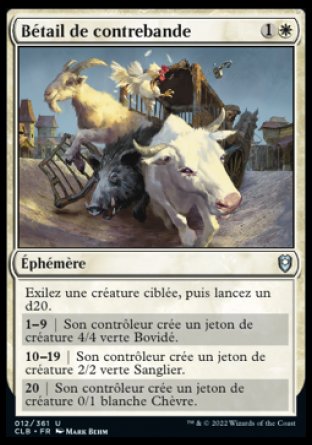 Bétail de contrebande 1
Éphémère
Exilez une créature ciblée, puis lancez un
d20.
1–9 | Son contrôleur crée un jeton de
créature 4/4 verte Bovidé.
10–19 | Son contrôleur crée un jeton de
créature 2/2 verte Sanglier.
20 | Son contrôleur crée un jeton de
créature 0/1 blanche Chèvre.
012/361 U
CLB • FR Mark Behm
™ & © 2022 Wizards of the Coast